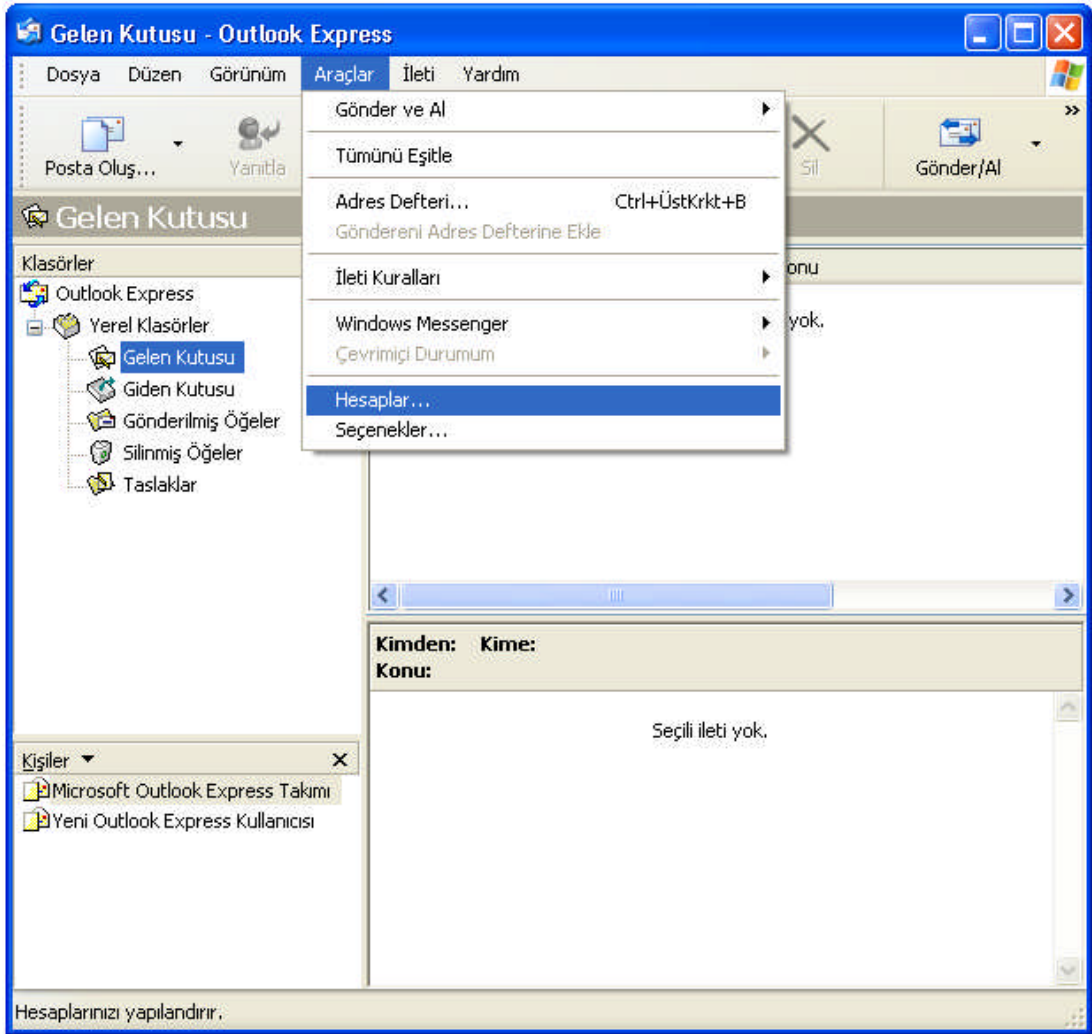 Gelen Kutusu - Outlook Express
Dosya Düzen Görünüm Araçlar İleti Yardım
Posta Oluş... Yanıtla Sil Gönder/Al
Gönder ve Al
Tümünü Eşitle
Adres Defteri... Ctrl+ÜstKrkt+B
Göndereni Adres Defterine Ekle
İleti Kuralları
Windows Messenger
Çevrimiçi Durumum
Hesaplar...
Seçenekler...
Gelen Kutusu
Klasörler
Outlook Express
Yerel Klasörler
Gelen Kutusu
Giden Kutusu
Gönderilmiş Öğeler
Silinmiş Öğeler
Taslaklar
onu
yok.
Kimden: Kime:
Konu:
Seçili ileti yok.
Kişiler
Microsoft Outlook Express Takımı
Yeni Outlook Express Kullanıcısı
Hesaplarınızı yapılandırır.